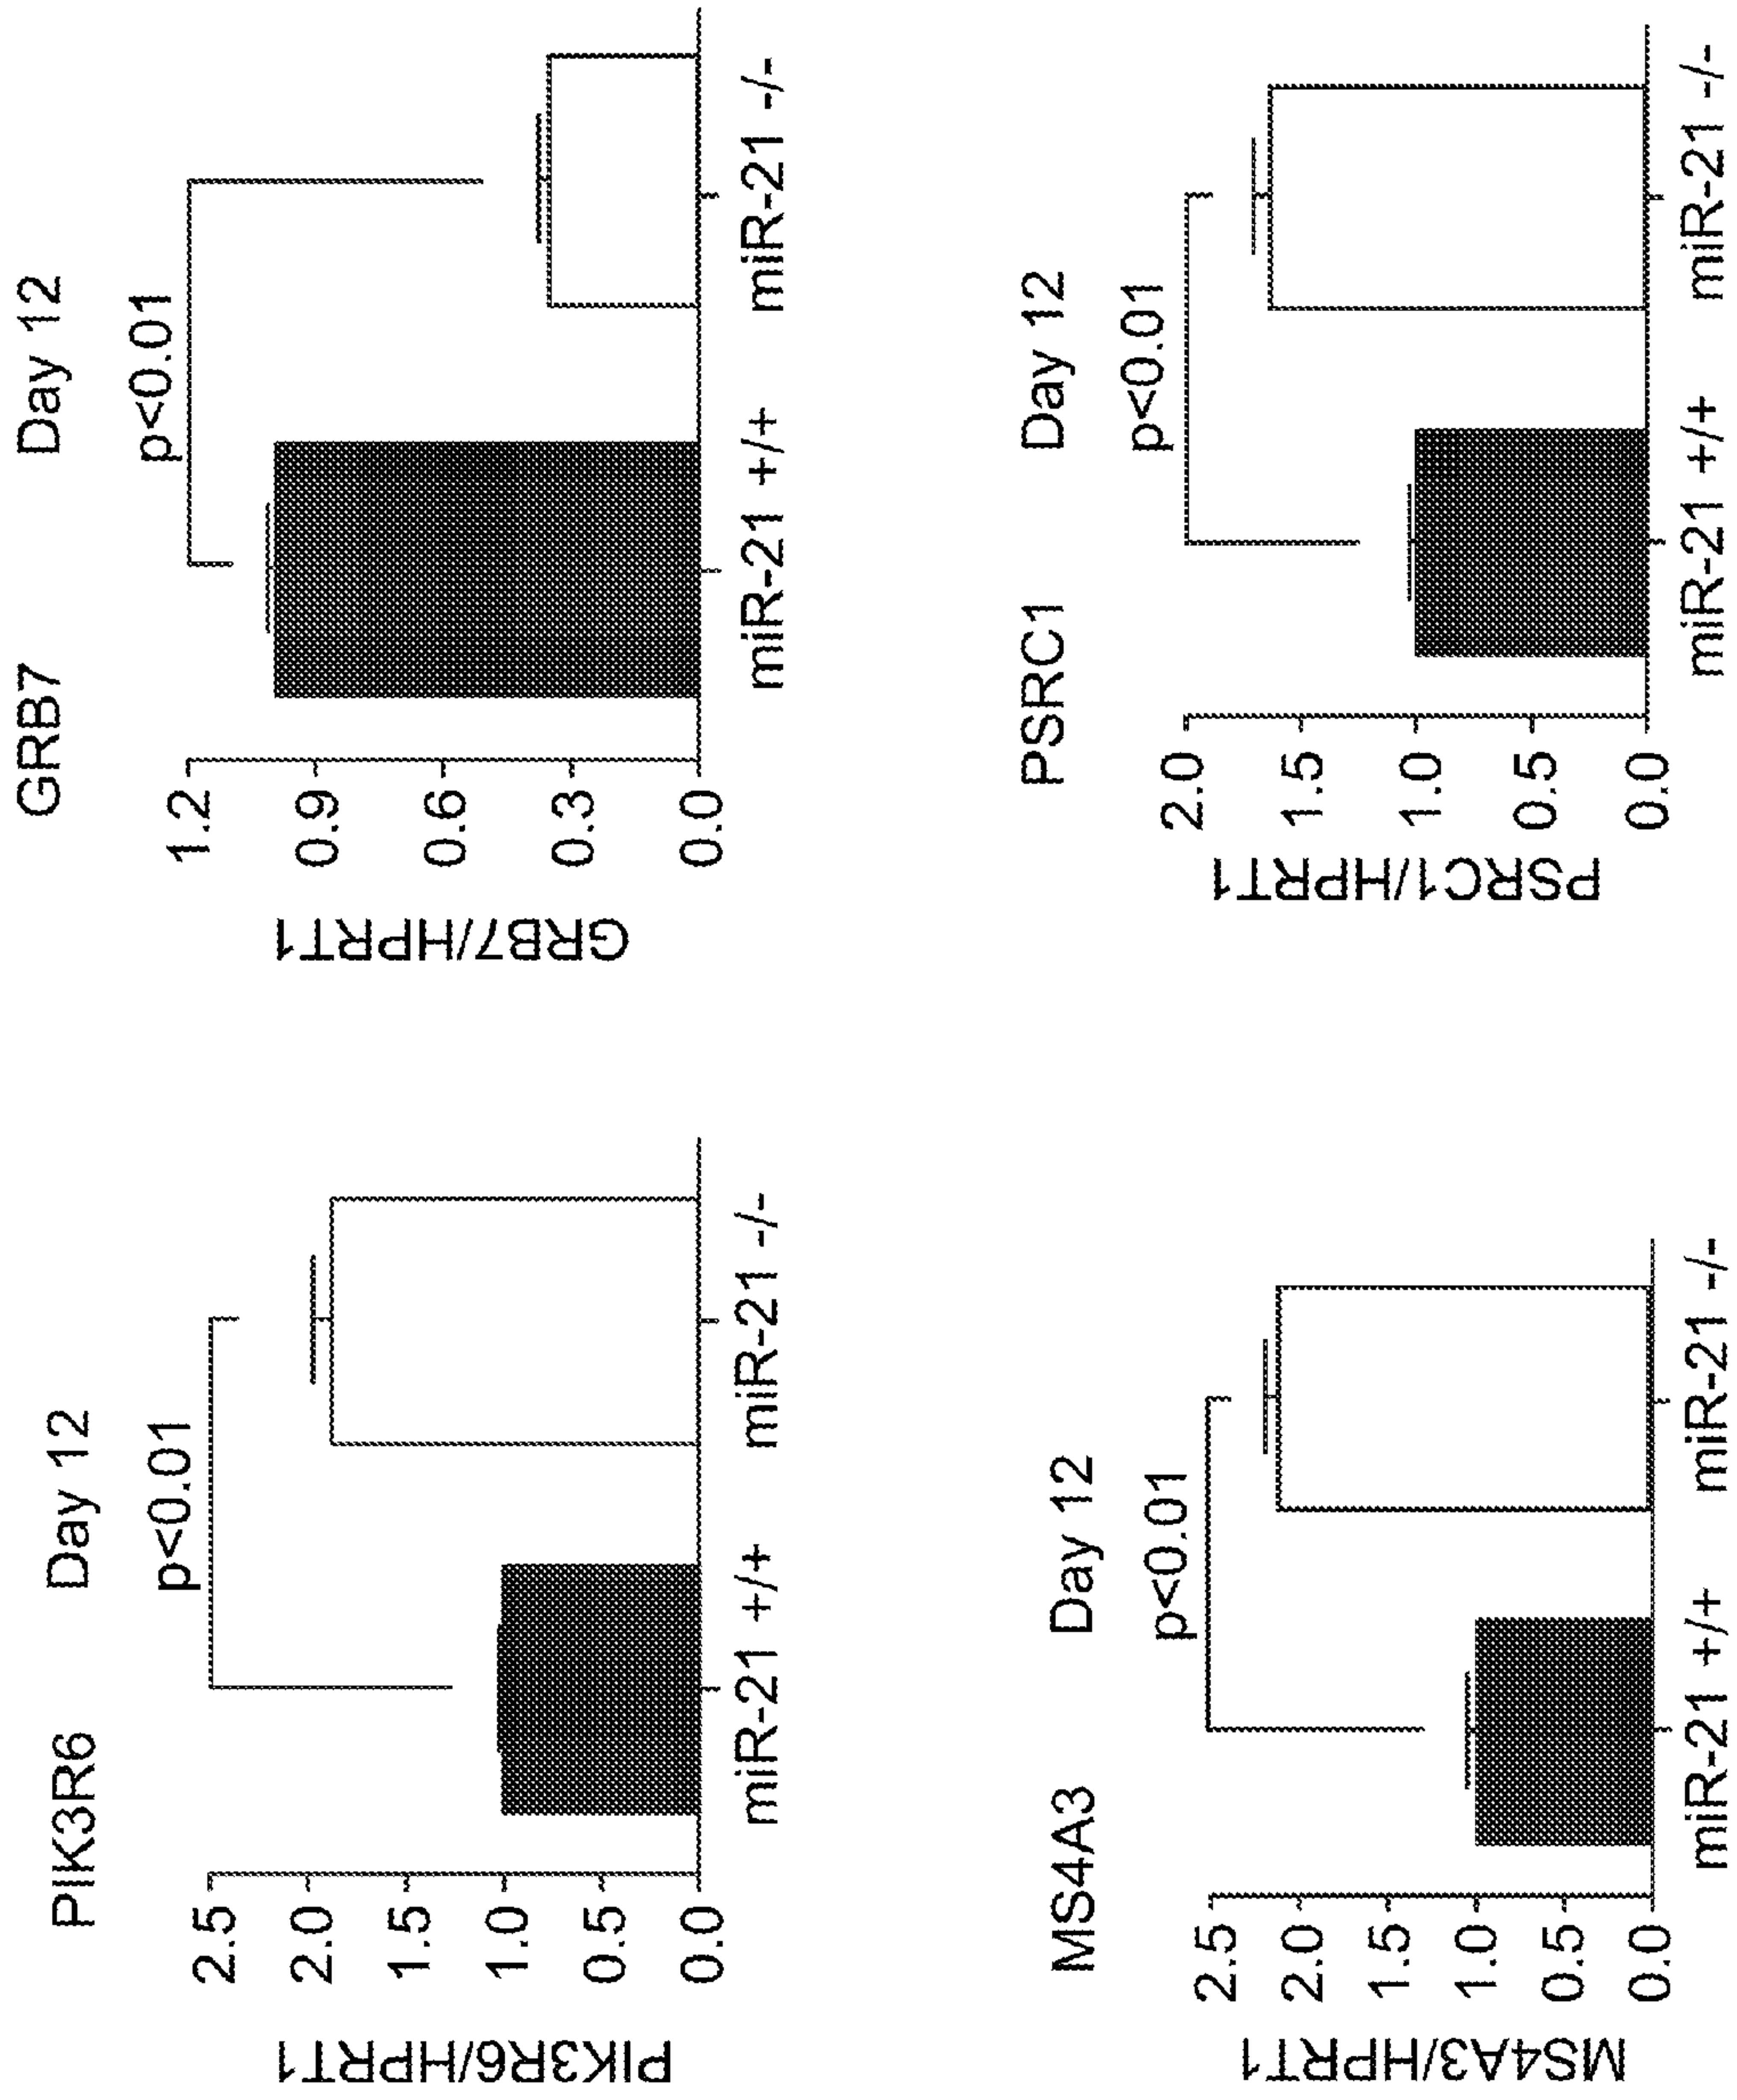 PIK3R6 Day 12
p<0.01
PIK3R6/HPRT1
2.5
2.0
1.5
1.0
0.5
0.0
miR-21 +/+ miR-21 -/-
GRB7 Day 12
p<0.01
GRB7/HPRT1
1.2
0.9
0.6
0.3
0.0
miR-21 +/+ miR-21 -/-
MS4A3 Day 12
p<0.01
MS4A3/HPRT1
2.5
2.0
1.5
1.0
0.5
0.0
miR-21 +/+ miR-21 -/-
PSRC1 Day 12
p<0.01
PSRC1/HPRT1
2.0
1.5
1.0
0.5
0.0
miR-21 +/+ miR-21 -/-